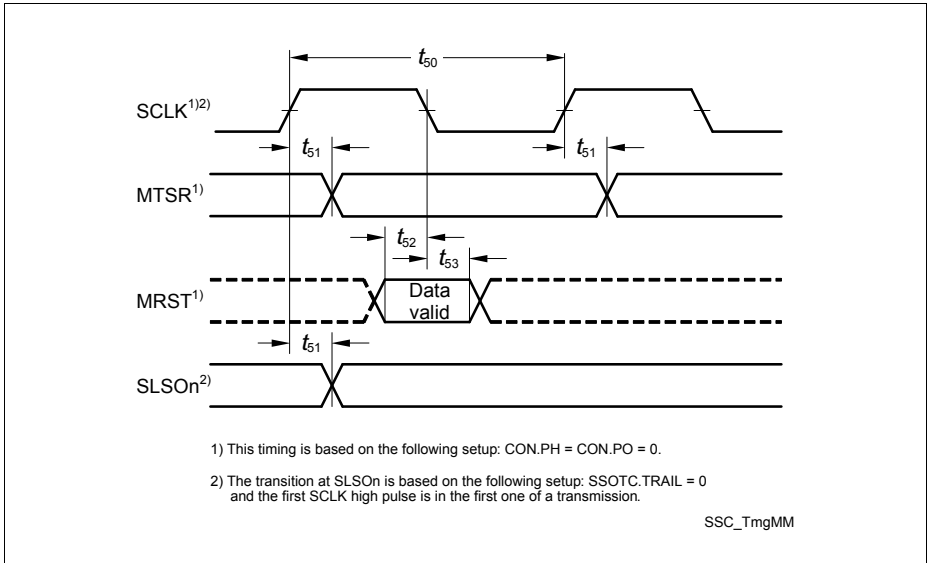 t50
SCLK1)2)
t51
t51
MTSR1)
t52
t53
MRST1)
Data
valid
t51
SLSOn2)
1) This timing is based on the following setup: CON.PH = CON.PO = 0.
2) The transition at SLSOn is based on the following setup: SSOTC.TRAIL = 0
and the first SCLK high pulse is in the first one of a transmission.
SSC_TmgMM